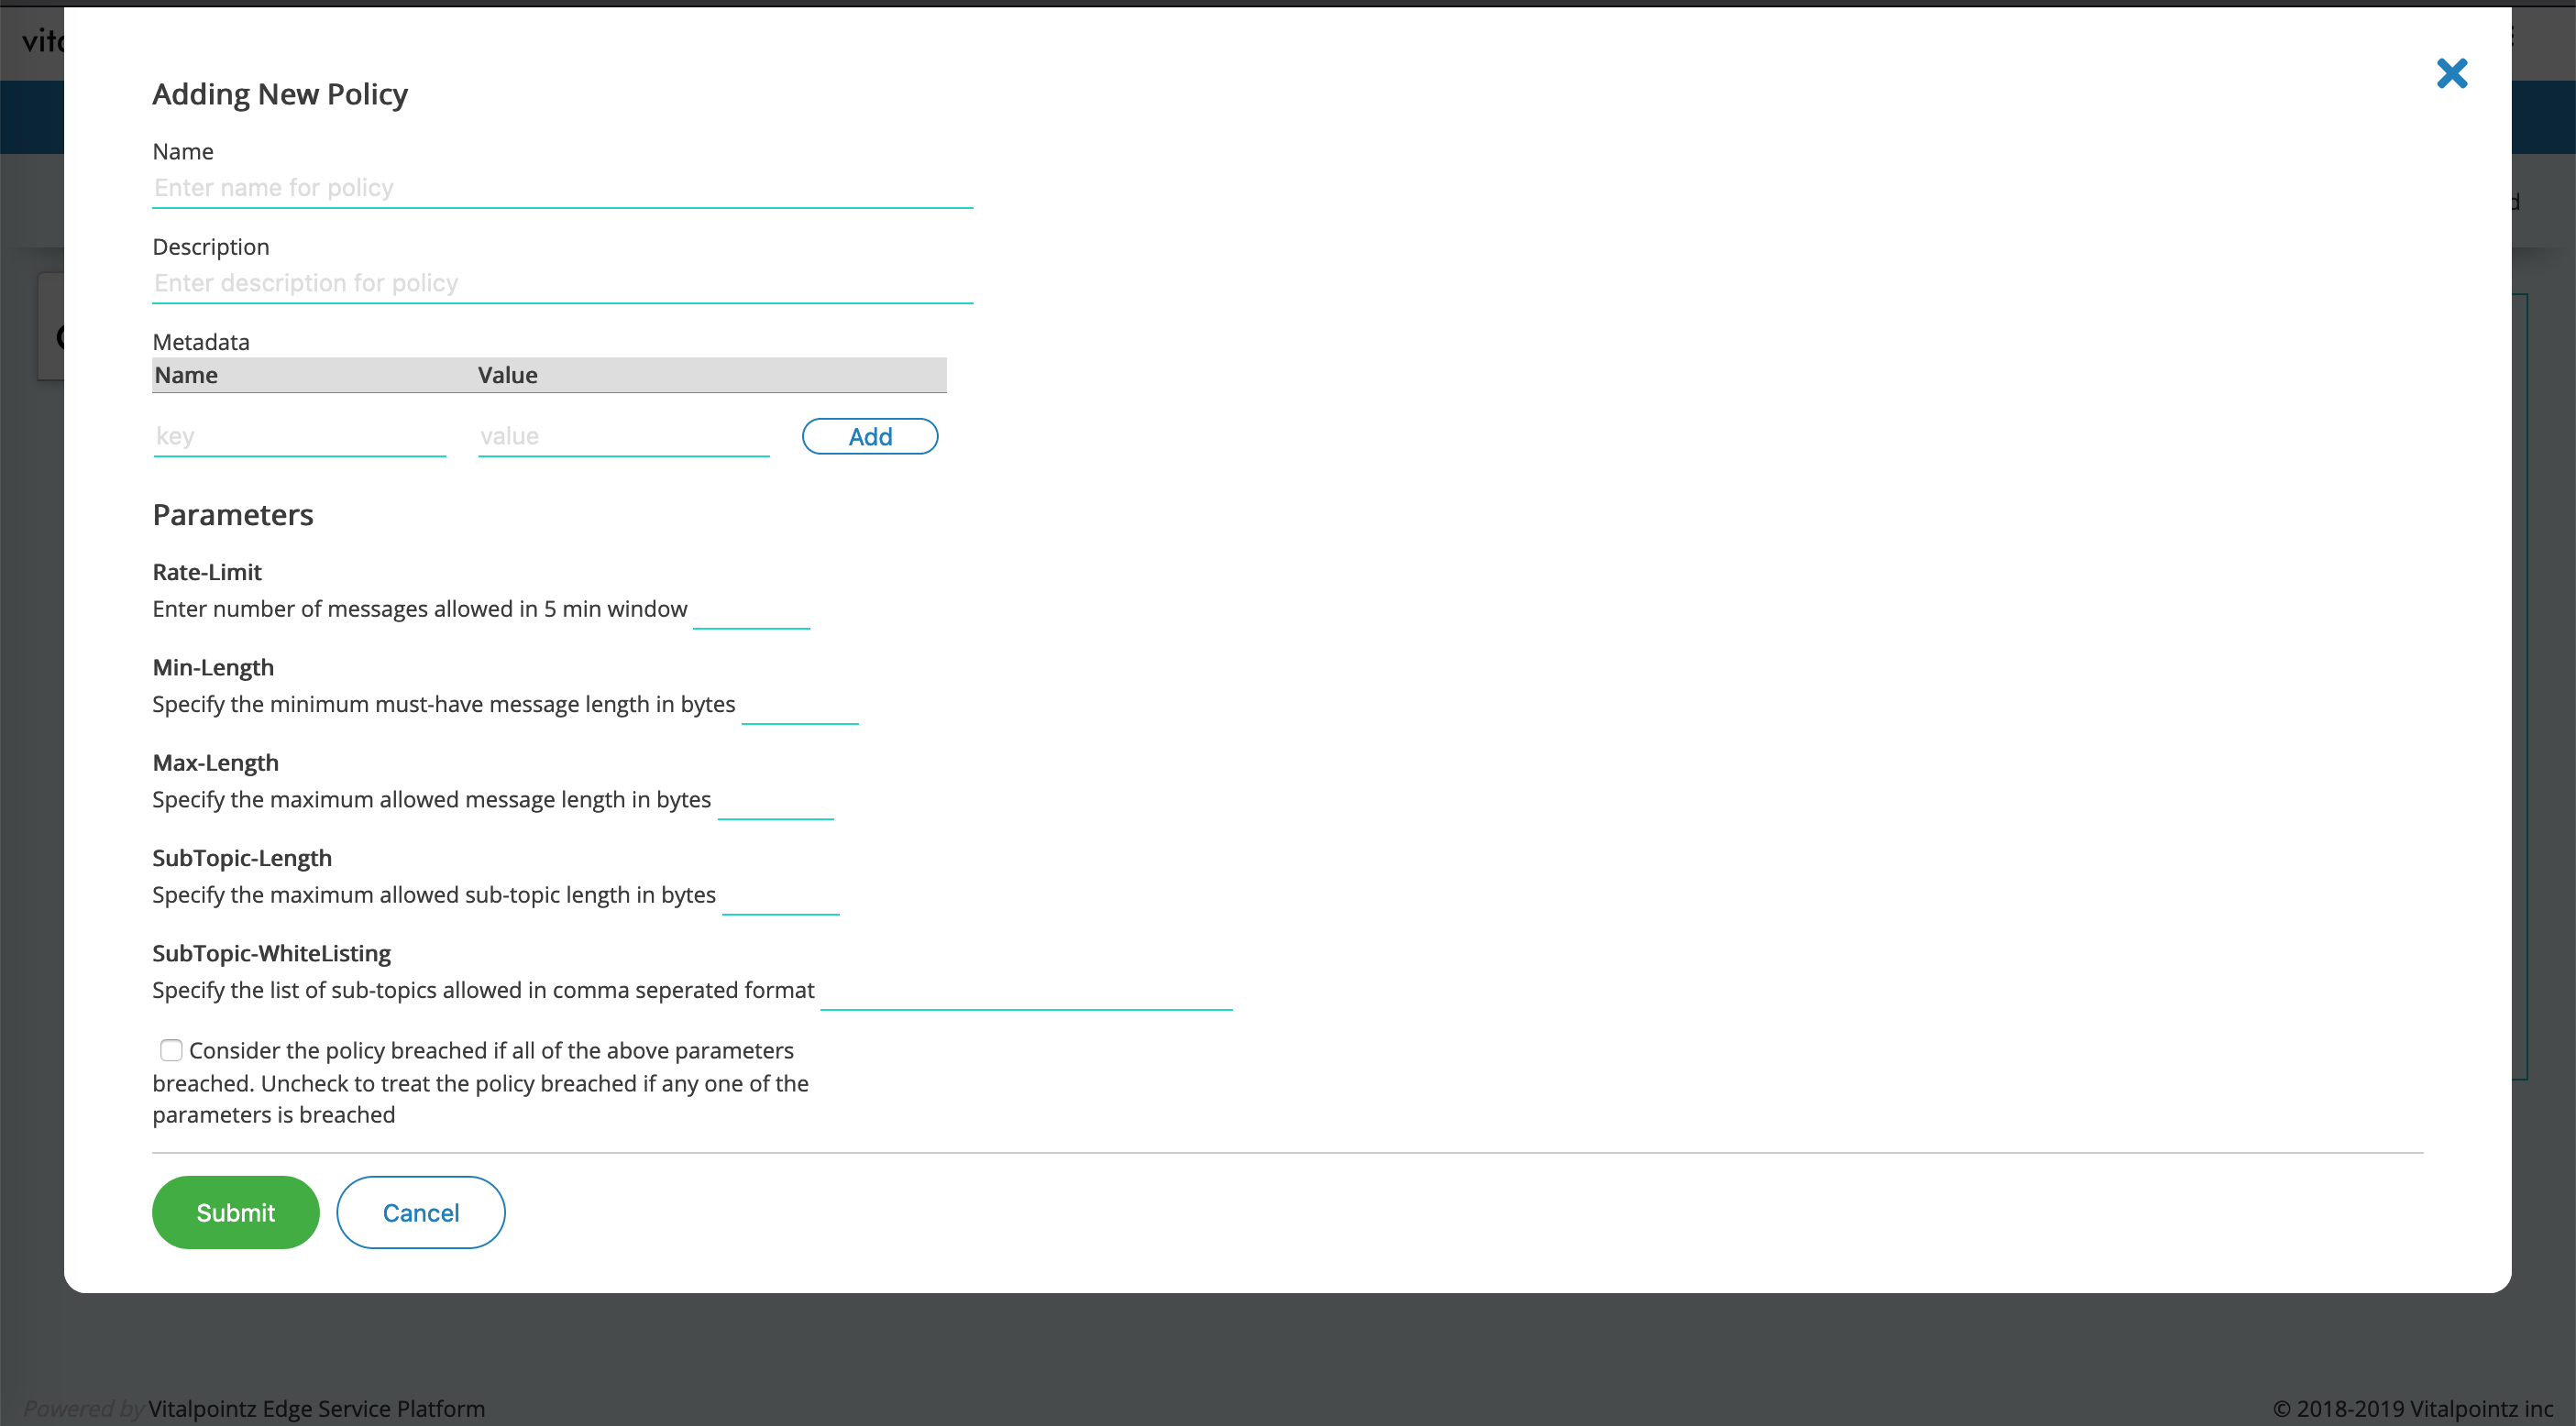 Adding New Policy
Name
Enter name for policy
Description
Enter description for policy
Metadata
Name Value
key value Add
Parameters
Rate-Limit
Enter number of messages allowed in 5 min window
Min-Length
Specify the minimum must-have message length in bytes
Max-Length
Specify the maximum allowed message length in bytes
SubTopic-Length
Specify the maximum allowed sub-topic length in bytes
SubTopic-WhiteListing
Specify the list of sub-topics allowed in comma seperated format
Consider the policy breached if all of the above parameters
breached. Uncheck to treat the policy breached if any one of the
parameters is breached
Submit Cancel
Powered by Vitalpointz Edge Service Platform
© 2018-2019 Vitalpointz inc